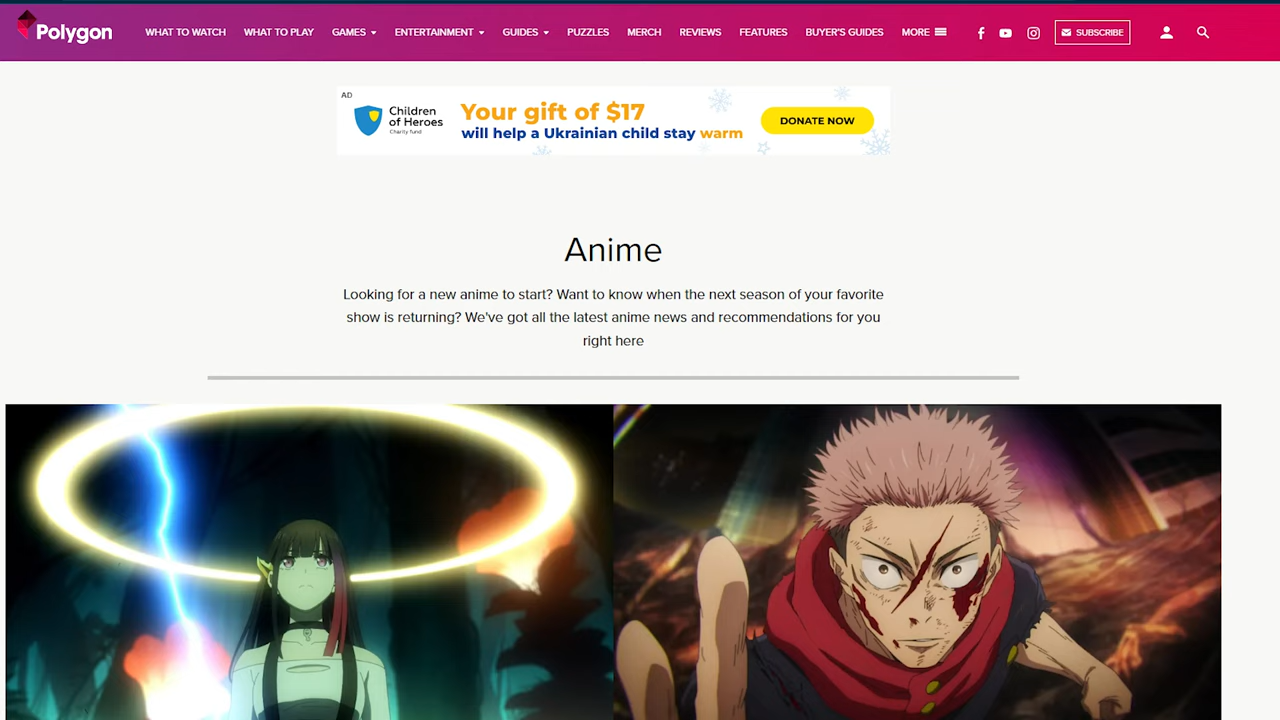 Polygon
WHAT TO WATCH
WHAT TO PLAY
GAMES
ENTERTAINMENT
GUIDES
PUZZLES
MERCH
REVIEWS
FEATURES
BUYER'S GUIDES
MORE
SUBSCRIBE
AD
Children
of Heroes
Charity fund
Your gift of $17
will help a Ukrainian child stay warm
DONATE NOW
Anime
Looking for a new anime to start? Want to know when the next season of your favorite
show is returning? We've got all the latest anime news and recommendations for you
right here